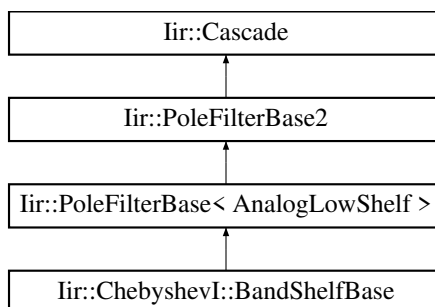 Iir::Cascade
Iir::PoleFilterBase2
Iir::PoleFilterBase< AnalogLowShelf >
Iir::ChebyshevI::BandShelfBase